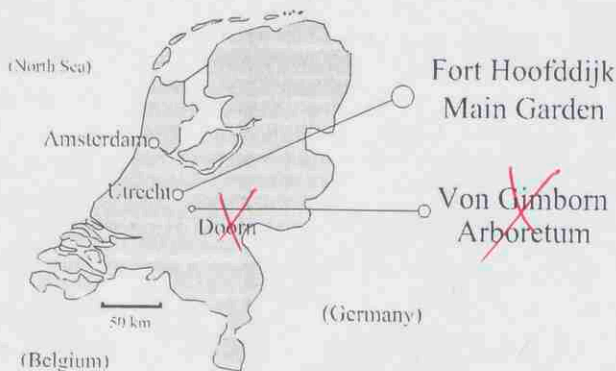 (North Sea)
Fort Hoofddijk
Main Garden
Amsterdam
Utrecht
Doorn
Von Gimborn
Arboretum
50 km
(Germany)
(Belgium)